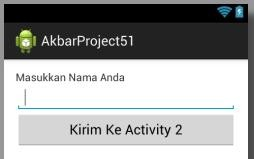 AkbarProject51
Masukkan Nama Anda
Kirim Ke Activity 2